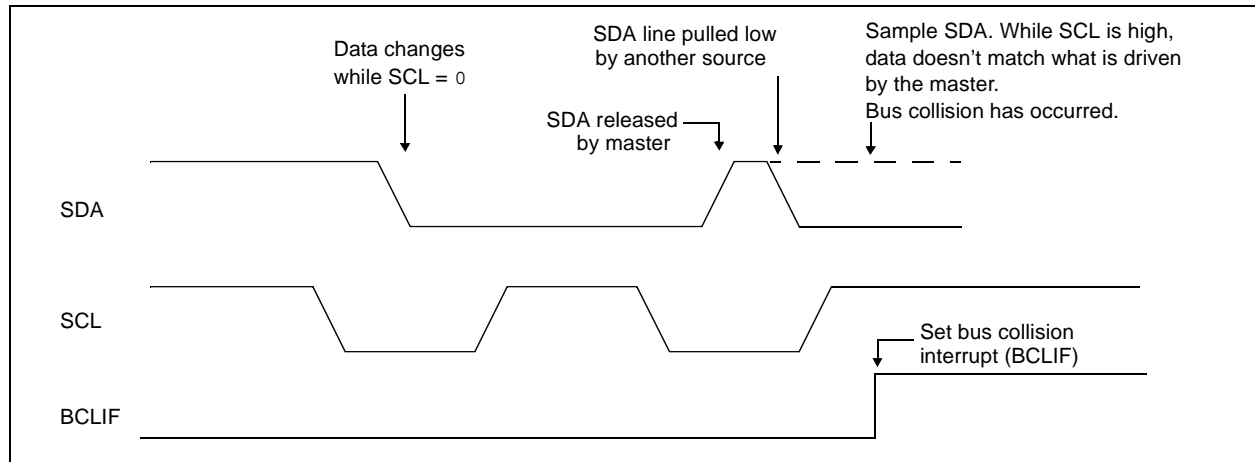 Data changes
while SCL = 0
SDA line pulled low
by another source
Sample SDA. While SCL is high,
data doesn't match what is driven
by the master.
Bus collision has occurred.
SDA released
by master
SDA
SCL
Set bus collision
interrupt (BCLIF)
BCLIF